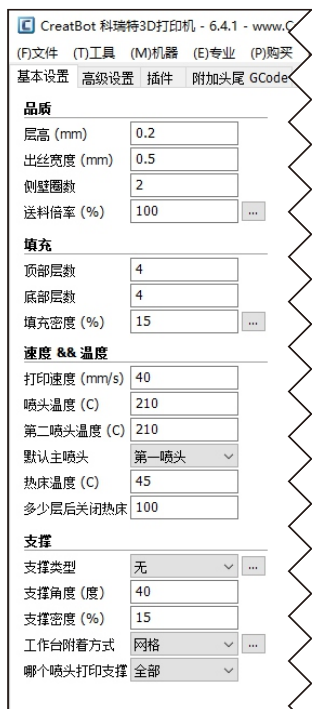 CreatBot 科瑞特3D打印机 - 6.4.1 - www.C
(F)文件 (T)工具 (M)机器 (E)专业 (P)购买
基本设置 高级设置 插件 附加头尾 GCode
品质
层高 (mm) 0.2
出丝宽度 (mm) 0.5
侧壁圈数 2
送料倍率 (%) 100 ...
填充
顶部层数 4
底部层数 4
填充密度 (%) 15 ...
速度 && 温度
打印速度 (mm/s) 40
喷头温度 (C) 210
第二喷头温度 (C) 210
默认主喷头 第一喷头
热床温度 (C) 45
多少层后关闭热床 100
支撑
支撑类型 无 ...
支撑角度 (度) 40
支撑密度 (%) 15
工作台附着方式 网格 ...
哪个喷头打印支撑 全部